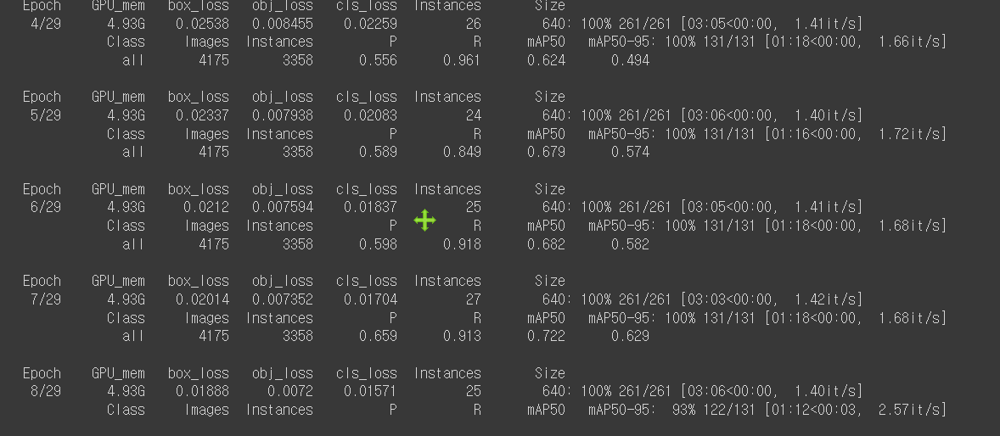 Epoch GPU_mem box_loss obj_loss cls_loss Instances Size
4/29 4.93G 0.02538 0.008455 0.02259 26 640: 100% 261/261 [03:05<00:00, 1.41it/s]
Class Images Instances P R mAP50 mAP50-95: 100% 131/131 [01:18<00:00, 1.66it/s]
all 4175 3358 0.556 0.961 0.624 0.494
Epoch GPU_mem box_loss obj_loss cls_loss Instances Size
5/29 4.93G 0.02337 0.007938 0.02083 24 640: 100% 261/261 [03:06<00:00, 1.40it/s]
Class Images Instances P R mAP50 mAP50-95: 100% 131/131 [01:16<00:00, 1.72it/s]
all 4175 3358 0.589 0.849 0.679 0.574
Epoch GPU_mem box_loss obj_loss cls_loss Instances Size
6/29 4.93G 0.0212 0.007594 0.01837 25 640: 100% 261/261 [03:05<00:00, 1.41it/s]
Class Images Instances P R mAP50 mAP50-95: 100% 131/131 [01:18<00:00, 1.68it/s]
all 4175 3358 0.598 0.918 0.682 0.582
Epoch GPU_mem box_loss obj_loss cls_loss Instances Size
7/29 4.93G 0.02014 0.007352 0.01704 27 640: 100% 261/261 [03:03<00:00, 1.42it/s]
Class Images Instances P R mAP50 mAP50-95: 100% 131/131 [01:18<00:00, 1.68it/s]
all 4175 3358 0.659 0.913 0.722 0.629
Epoch GPU_mem box_loss obj_loss cls_loss Instances Size
8/29 4.93G 0.01888 0.0072 0.01571 25 640: 100% 261/261 [03:06<00:00, 1.40it/s]
Class Images Instances P R mAP50 mAP50-95: 93% 122/131 [01:12<00:03, 2.57it/s]